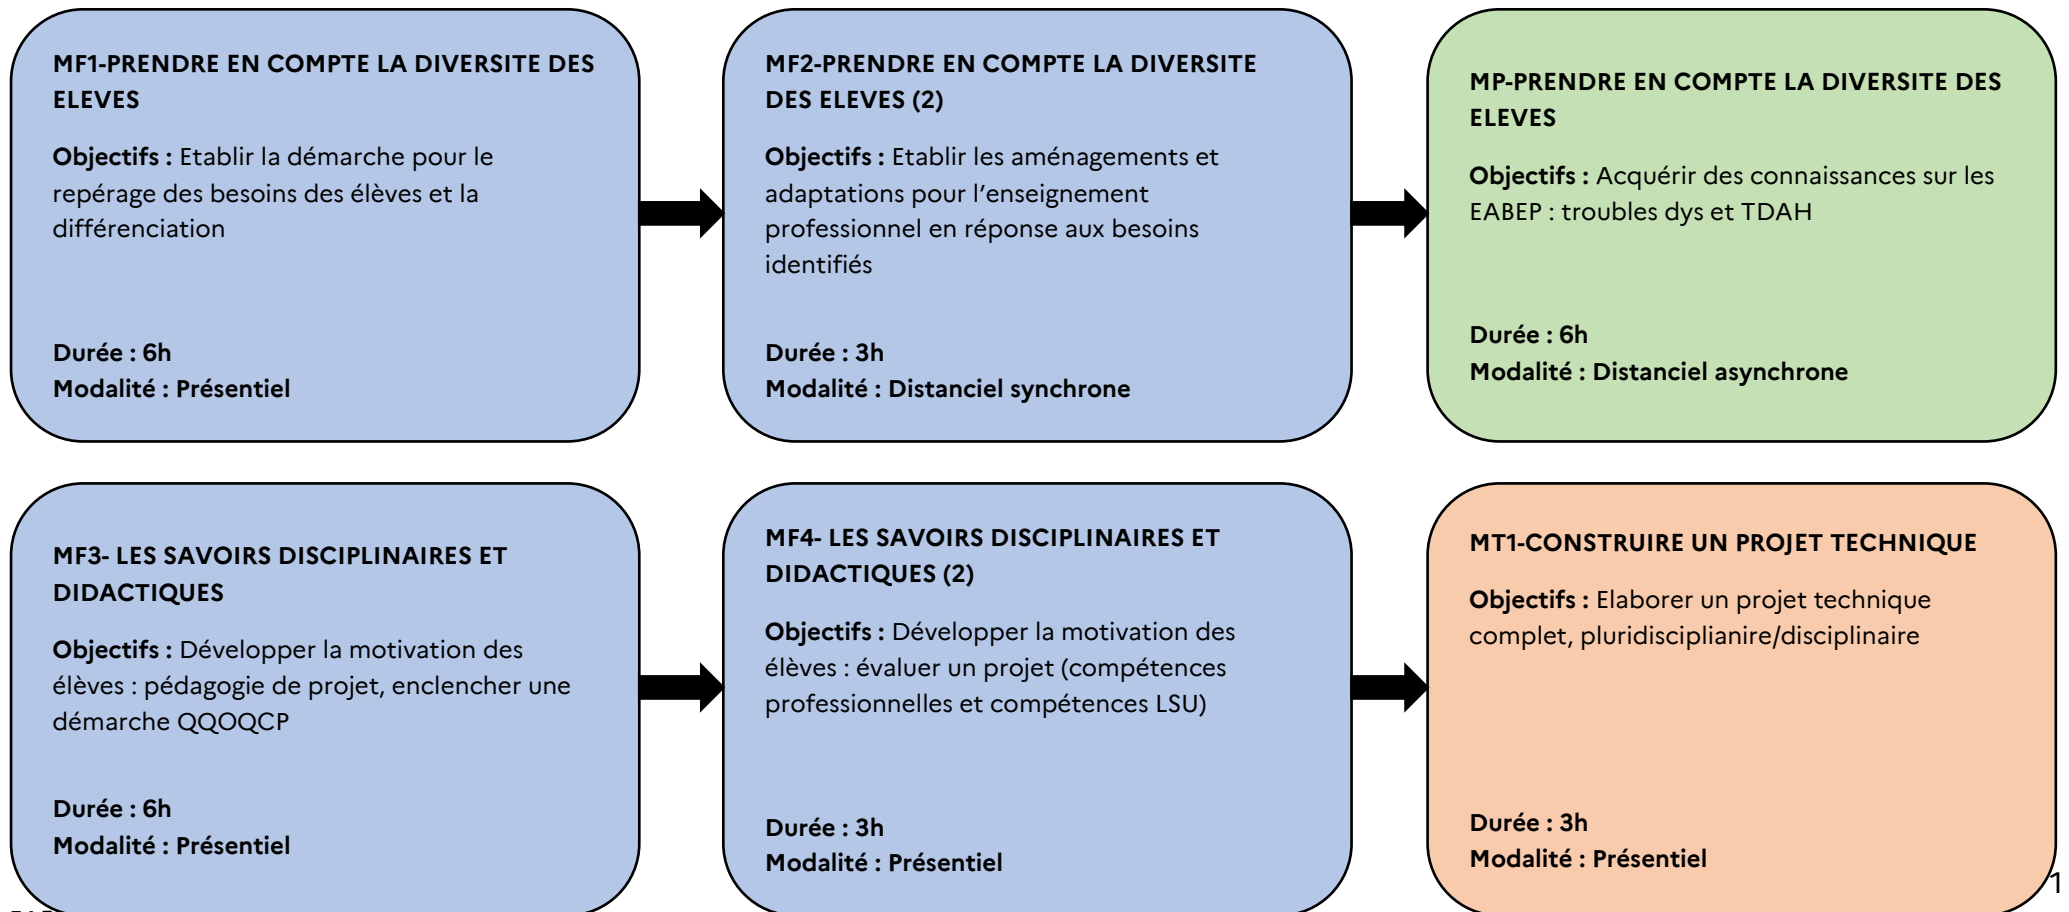 MF1-PRENDRE EN COMPTE LA DIVERSITE DES
ELEVES
Objectifs : Etablir la démarche pour le
repérage des besoins des élèves et la
différenciation
Durée : 6h
Modalité : Présentiel
MF2-PRENDRE EN COMPTE LA DIVERSITE
DES ELEVES (2)
Objectifs : Etablir les aménagements et
adaptations pour l’enseignement
professionnel en réponse aux besoins
identifiés
Durée : 3h
Modalité : Distanciel synchrone
MP-PRENDRE EN COMPTE LA DIVERSITE DES
ELEVES
Objectifs : Acquérir des connaissances sur les
EABEP : troubles dys et TDAH
Durée : 6h
Modalité : Distanciel asynchrone
MF3- LES SAVOIRS DISCIPLINAIRES ET
DIDACTIQUES
Objectifs : Développer la motivation des
élèves : pédagogie de projet, enclencher une
démarche QQOQCP
Durée : 6h
Modalité : Présentiel
MF4- LES SAVOIRS DISCIPLINAIRES ET
DIDACTIQUES (2)
Objectifs : Développer la motivation des
élèves : évaluer un projet (compétences
professionnelles et compétences LSU)
Durée : 3h
Modalité : Présentiel
MT1-CONSTRUIRE UN PROJET TECHNIQUE
Objectifs : Elaborer un projet technique
complet, pluridisciplianire/disciplinaire
Durée : 3h
Modalité : Présentiel
1